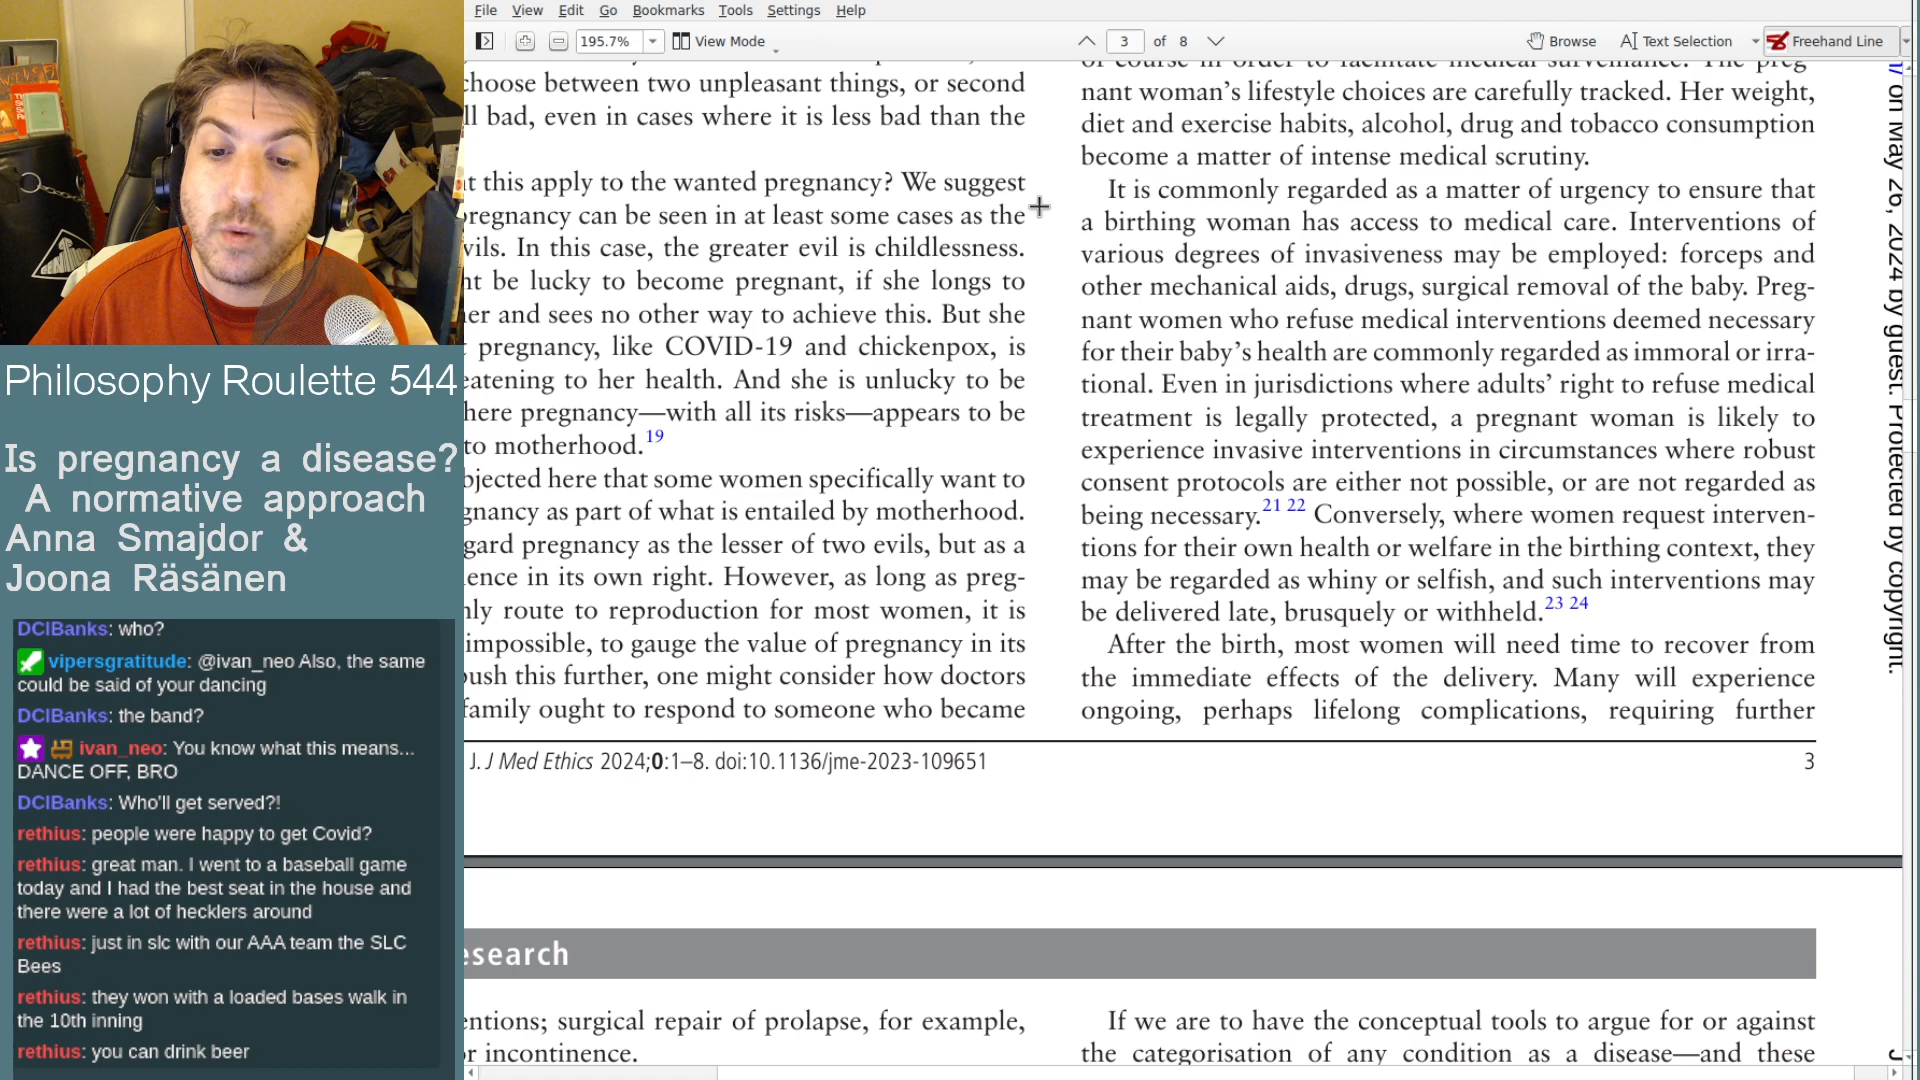 File View Edit Go Bookmarks Tools Settings Help
195.7% View Mode 3 of 8 Browse Text Selection Freehand Line
Philosophy Roulette 544
Is pregnancy a disease?
A normative approach
Anna Smajdor &
Joona Räsänen
DCIBanks: who?
vipersgratitude: @ivan_neo Also, the same
could be said of your dancing
DCIBanks: the band?
ivan_neo: You know what this means...
DANCE OFF, BRO
DCIBanks: Who'll get served?!
rethius: people were happy to get Covid?
rethius: great man. I went to a baseball game
today and I had the best seat in the house and
there were a lot of hecklers around
rethius: just in slc with our AAA team the SLC
Bees
rethius: they won with a loaded bases walk in
the 10th inning
rethius: you can drink beer
choose between two unpleasant things, or second
ll bad, even in cases where it is less bad than the
t this apply to the wanted pregnancy? We suggest
pregnancy can be seen in at least some cases as the
vils. In this case, the greater evil is childlessness.
ht be lucky to become pregnant, if she longs to
er and sees no other way to achieve this. But she
pregnancy, like COVID-19 and chickenpox, is
eatening to her health. And she is unlucky to be
here pregnancy—with all its risks—appears to be
to motherhood.19
bjected here that some women specifically want to
gnancy as part of what is entailed by motherhood.
gard pregnancy as the lesser of two evils, but as a
ience in its own right. However, as long as preg-
nly route to reproduction for most women, it is
impossible, to gauge the value of pregnancy in its
push this further, one might consider how doctors
family ought to respond to someone who became
of course in order to facilitate medical surveillance. The preg-
nant woman's lifestyle choices are carefully tracked. Her weight,
diet and exercise habits, alcohol, drug and tobacco consumption
become a matter of intense medical scrutiny.
It is commonly regarded as a matter of urgency to ensure that
a birthing woman has access to medical care. Interventions of
various degrees of invasiveness may be employed: forceps and
other mechanical aids, drugs, surgical removal of the baby. Preg-
nant women who refuse medical interventions deemed necessary
for their baby's health are commonly regarded as immoral or irra-
tional. Even in jurisdictions where adults' right to refuse medical
treatment is legally protected, a pregnant woman is likely to
experience invasive interventions in circumstances where robust
consent protocols are either not possible, or are not regarded as
being necessary.21 22 Conversely, where women request interven-
tions for their own health or welfare in the birthing context, they
may be regarded as whiny or selfish, and such interventions may
be delivered late, brusquely or withheld.23 24
After the birth, most women will need time to recover from
the immediate effects of the delivery. Many will experience
ongoing, perhaps lifelong complications, requiring further
J. J Med Ethics 2024;0:1–8. doi:10.1136/jme-2023-109651 3
on May 26, 2024 by guest. Protected by copyright.
esearch
entions; surgical repair of prolapse, for example,
r incontinence.
If we are to have the conceptual tools to argue for or against
the categorisation of any condition as a disease—and these